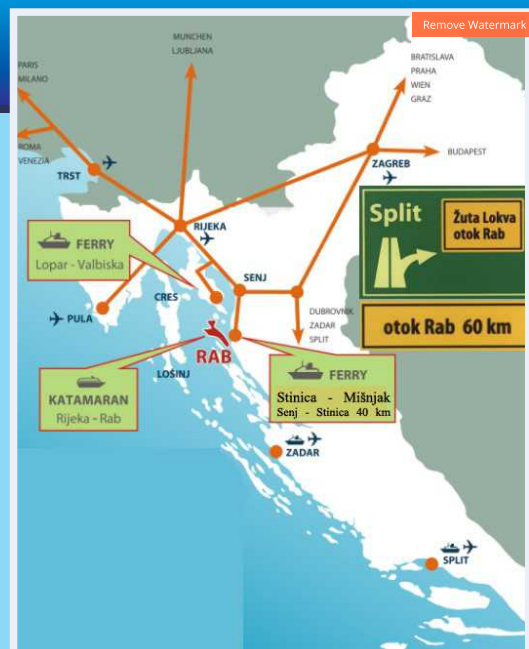 Remove Watermark
MUNCHEN
LJUBLJANA
BRATISLAVA
PRAHA
WIEN
GRAZ
PARIS
MILANO
ROMA
VENEZIA
TRST
ZAGREB
BUDAPEST
Split
Žuta Lokva
otok Rab
RIJEKA
FERRY
Lopar - Valbiska
SENJ
CRES
DUBROVNIK
ZADAR
SPLIT
otok Rab 60 km
PULA
RAB
KATAMARAN
Rijeka - Rab
LOŠINJ
FERRY
Stinica - Mišnjak
Senj - Stinica 40 km
ZADAR
SPLIT